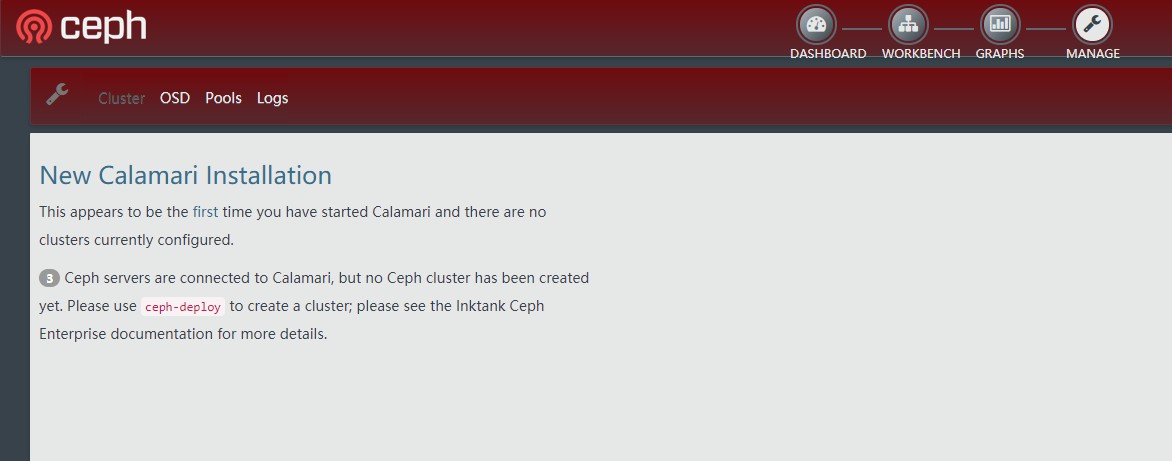 ceph
DASHBOARD WORKBENCH GRAPHS MANAGE
Cluster OSD Pools Logs
New Calamari Installation
This appears to be the first time you have started Calamari and there are no
clusters currently configured.
3 Ceph servers are connected to Calamari, but no Ceph cluster has been created
yet. Please use ceph-deploy to create a cluster; please see the Inktank Ceph
Enterprise documentation for more details.